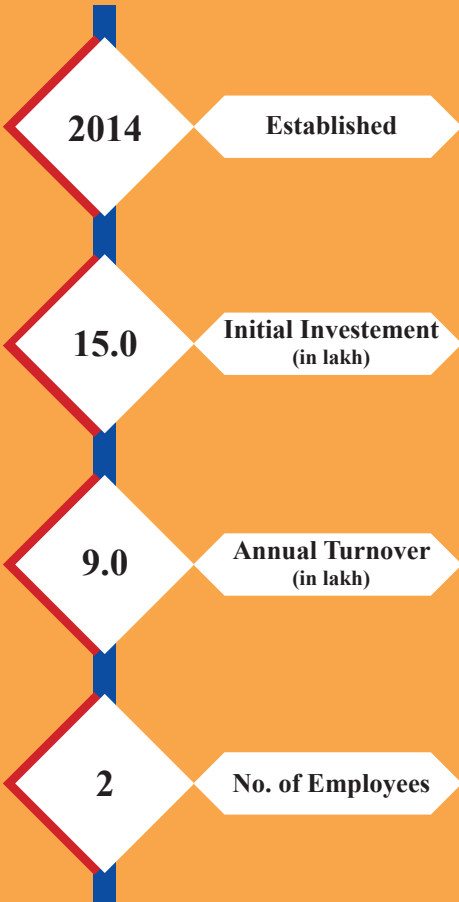 2014
Established
15.0
Initial Investement
(in lakh)
9.0
Annual Turnover
(in lakh)
2
No. of Employees